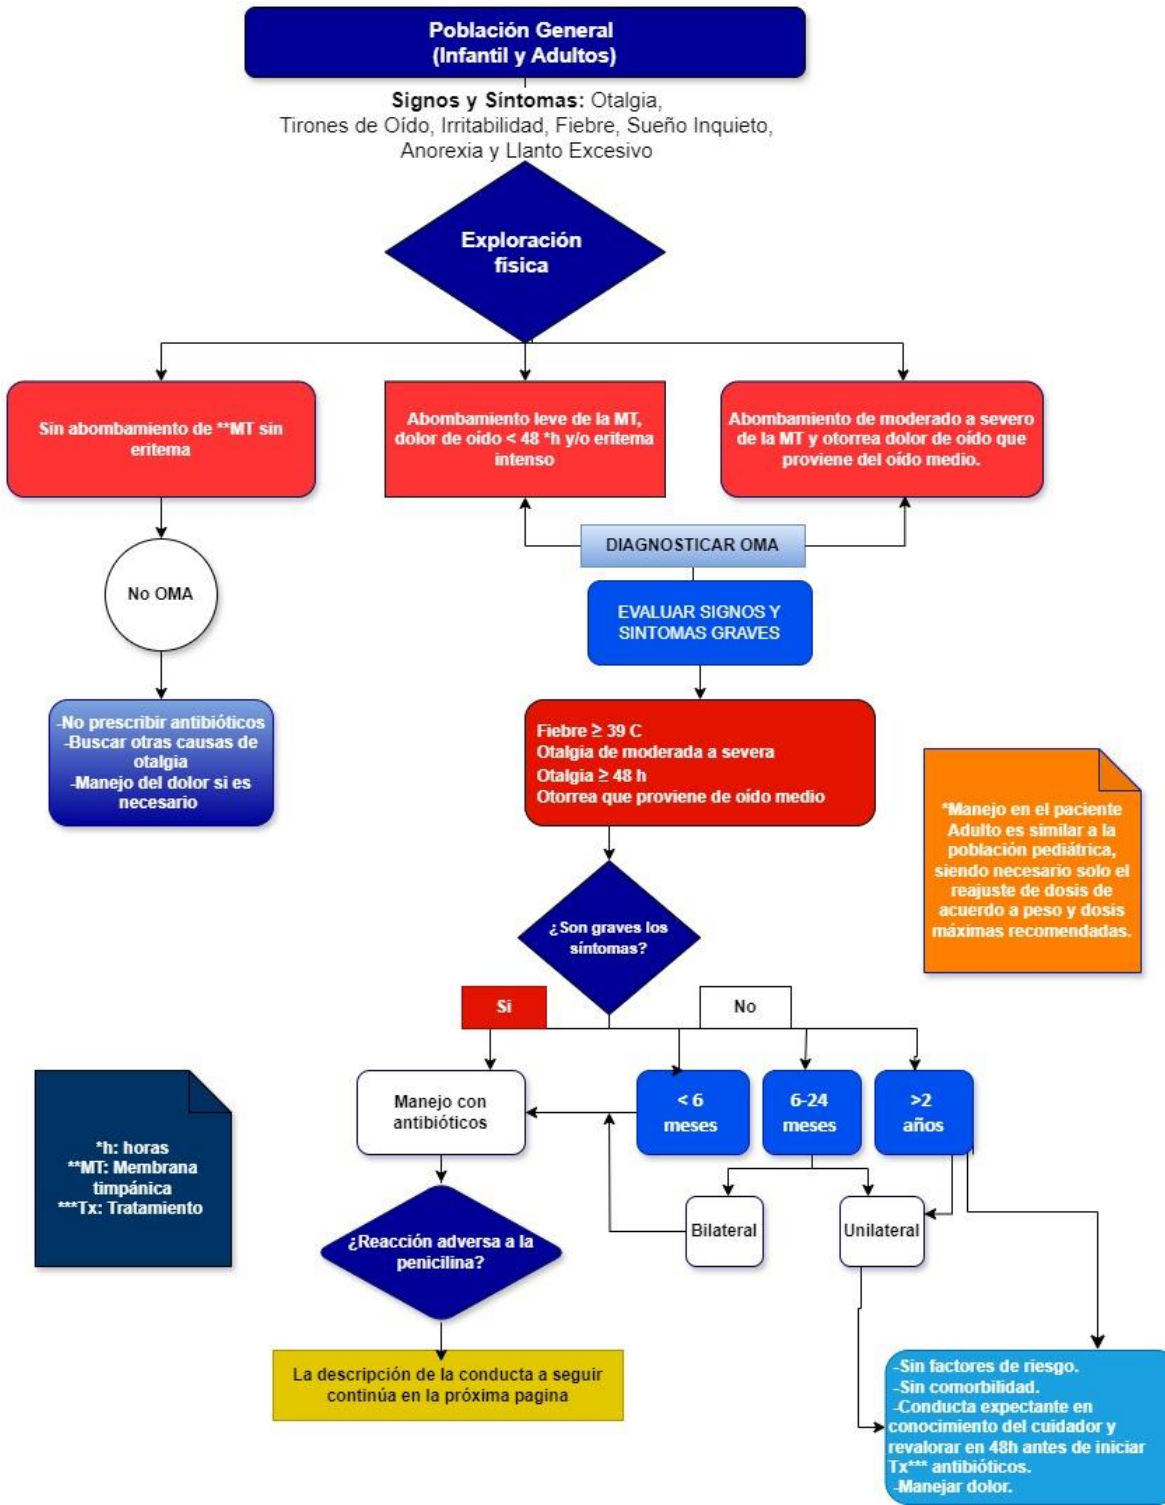 Población General
(Infantil y Adultos)
Signos y Síntomas: Otalgia,
Tirones de Oído, Irritabilidad, Fiebre, Sueño Inquieto,
Anorexia y Llanto Excesivo
Exploración
física
Sin abombamiento de **MT sin
eritema
Abombamiento leve de la MT,
dolor de oído < 48 *h y/o eritema
intenso
Abombamiento de moderado a severo
de la MT y otorrea dolor de oído que
proviene del oído medio.
DIAGNOSTICAR OMA
No OMA
EVALUAR SIGNOS Y
SINTOMAS GRAVES
-No prescribir antibióticos
-Buscar otras causas de
otalgia
-Manejo del dolor si es
necesario
Fiebre ≥ 39 C
Otalgia de moderada a severa
Otalgia ≥ 48 h
Otorrea que proviene de oído medio
*Manejo en el paciente
Adulto es similar a la
población pediátrica,
siendo necesario solo el
reajuste de dosis de
acuerdo a peso y dosis
máximas recomendadas.
¿Son graves los
síntomas?
Si
No
*h: horas
**MT: Membrana
timpánica
***Tx: Tratamiento
Manejo con
antibióticos
< 6
meses
6-24
meses
>2
años
Bilateral
Unilateral
¿Reacción adversa a la
penicilina?
La descripción de la conducta a seguir
continúa en la próxima pagina
-Sin factores de riesgo.
-Sin comorbilidad.
-Conducta expectante en
conocimiento del cuidador y
revalorar en 48h antes de iniciar
Tx*** antibióticos.
-Manejar dolor.